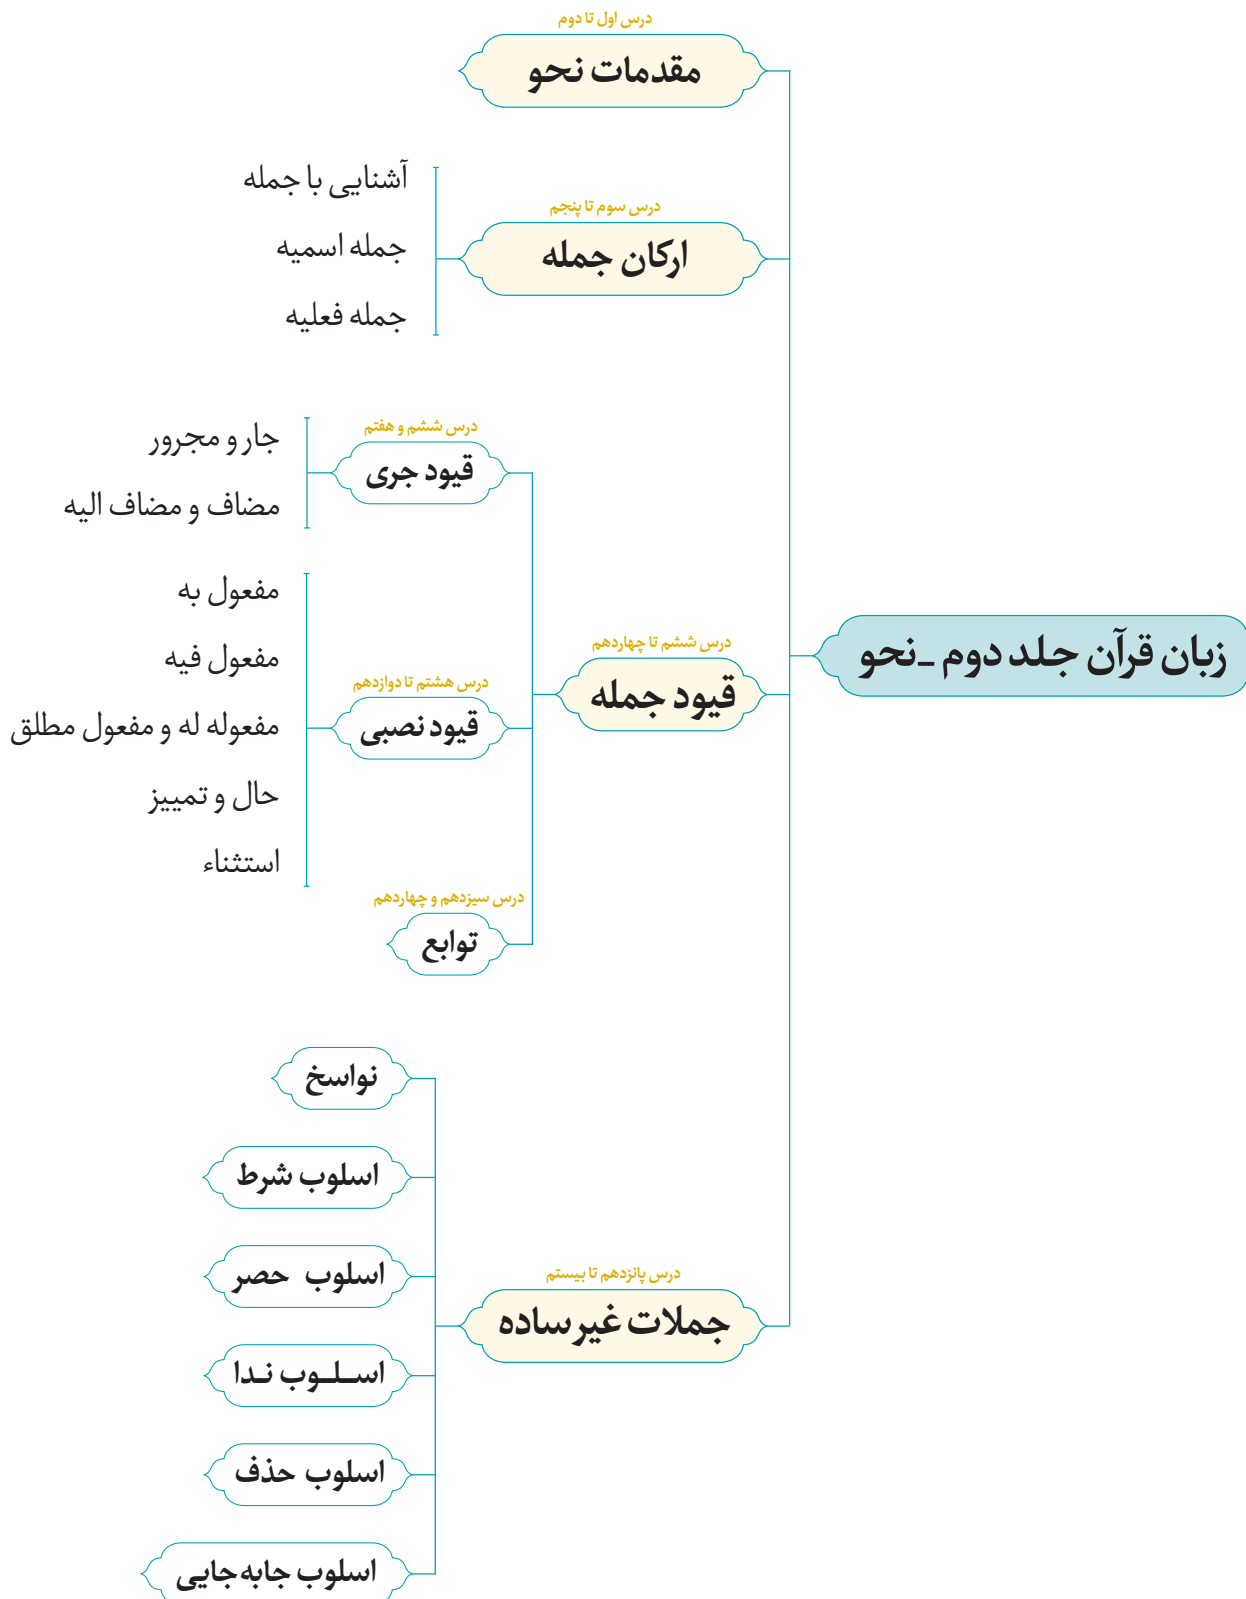 زبان قرآن جلد دوم ـ نحو
درس اول تا دوم
مقدمات نحو
درس سوم تا پنجم
ارکان جمله
آشنایی با جمله
جمله اسمیه
جمله فعلیه
درس ششم تا چهاردهم
قیود جمله
درس ششم و هفتم
قیود جری
جار و مجرور
مضاف و مضاف الیه
درس هشتم تا دوازدهم
قیود نصبی
مفعول به
مفعول فیه
مفعوله له و مفعول مطلق
حال و تمییز
استثناء
درس سیزدهم و چهاردهم
توابع
درس پانزدهم تا بیستم
جملات غیر ساده
نواسخ
اسلوب شرط
اسلوب حصر
اسـلـوب نـدا
اسلوب حذف
اسلوب جابه‌جایی